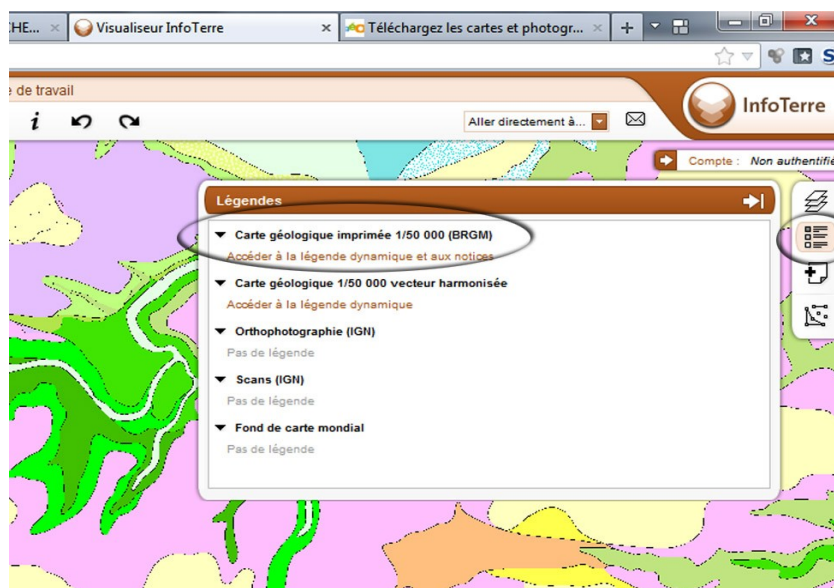 HE...
Visualiseur InfoTerre
Téléchargez les cartes et photogr...
e de travail
Aller directement à...
InfoTerre
Compte : Non authentifié
Légendes
Carte géologique imprimée 1/50 000 (BRGM)
Accéder à la légende dynamique et aux notices
Carte géologique 1/50 000 vecteur harmonisée
Accéder à la légende dynamique
Orthophotographie (IGN)
Pas de légende
Scans (IGN)
Pas de légende
Fond de carte mondial
Pas de légende